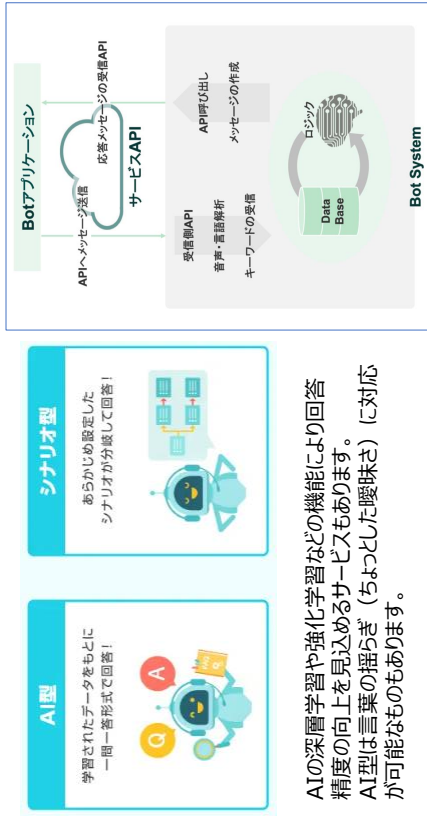 AI型
学習されたデータをもとに
一問一答形式で回答！
Q
A
シナリオ型
あらかじめ設定した
シナリオが分岐して回答！
AIの深層学習や強化学習などの機能により回答
精度の向上を見込めるサービスもあります。
AI型は言葉の揺らぎ（ちょっとした曖昧さ）に対応
が可能なものもあります。
Botアプリケーション
APIへメッセージ送信
応答メッセージの受信API
サービスAPI
受信側API
音声・言語解析
キーワードの受信
API呼び出し
メッセージの作成
Data
Base
ロジック
Bot System